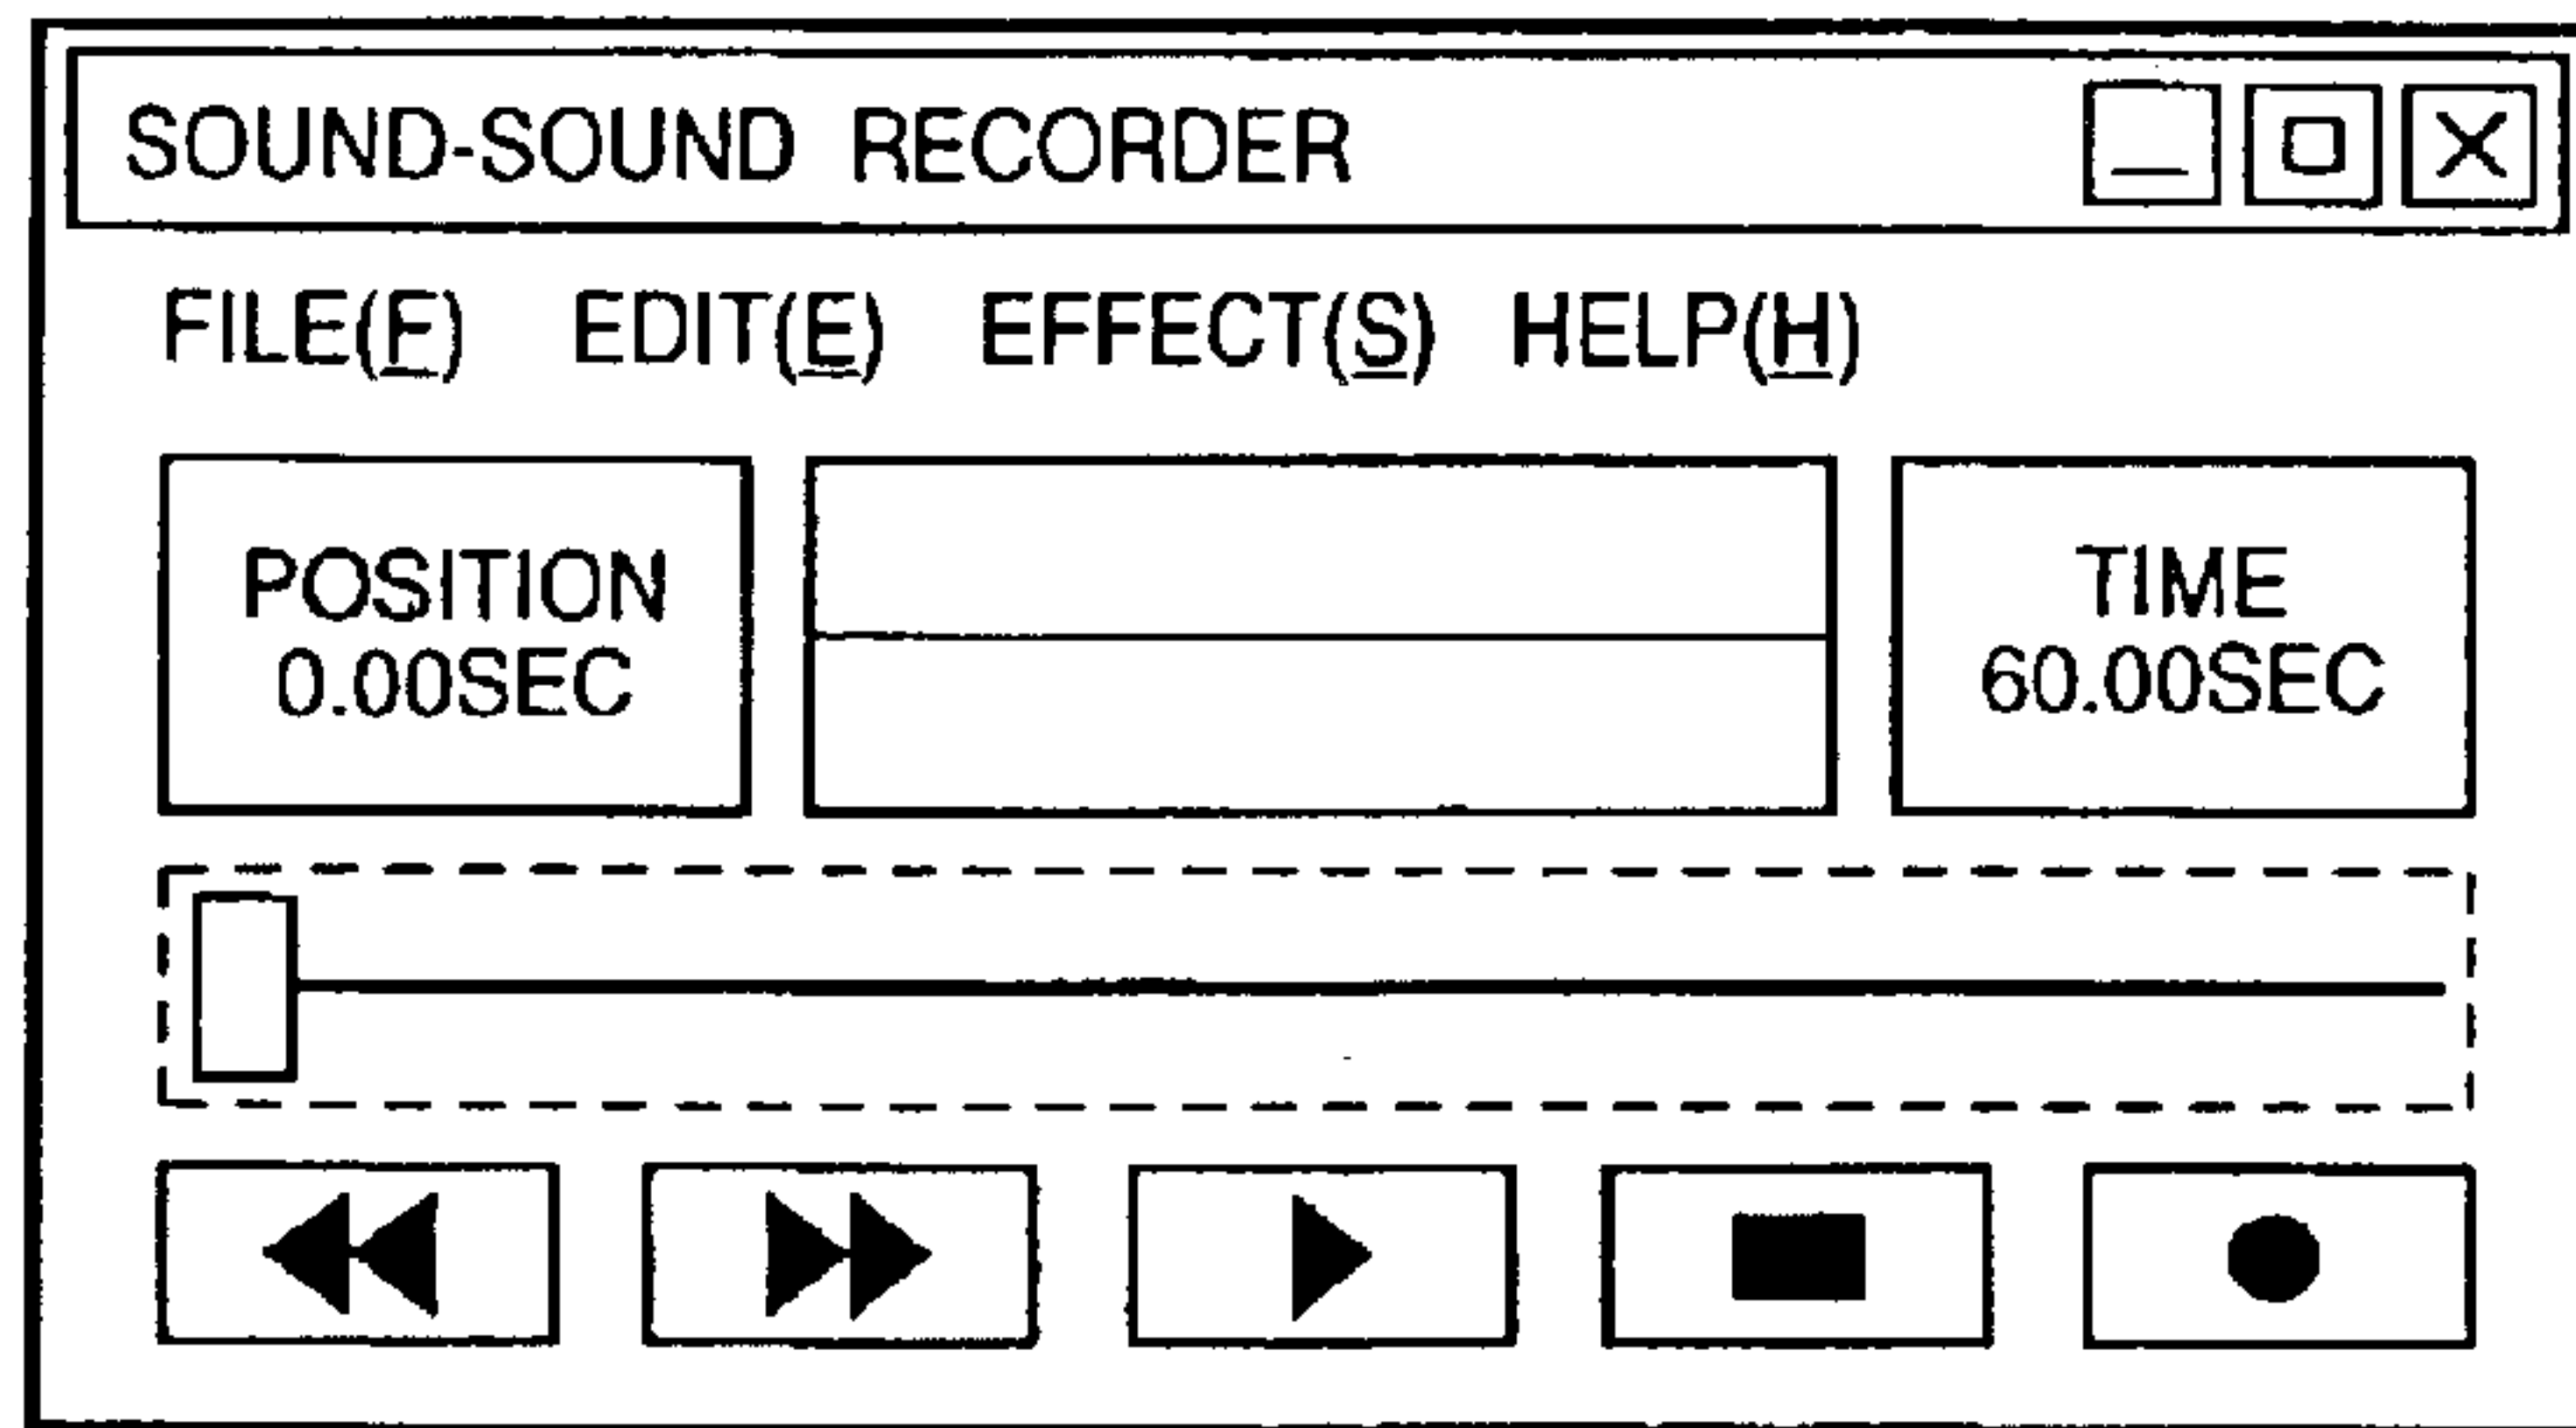 SOUND-SOUND RECORDER
FILE(F) EDIT(E) EFFECT(S) HELP(H)
POSITION
0.00SEC
TIME
60.00SEC